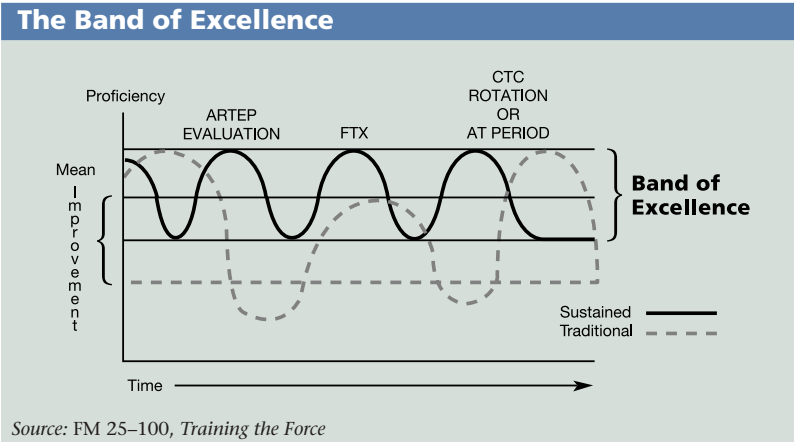 The Band of Excellence
Proficiency
ARTEP
EVALUATION
FTX
CTC
ROTATION
OR
AT PERIOD
Mean
Improvement
Band of
Excellence
Sustained
Traditional
Time
Source: FM 25–100, Training the Force